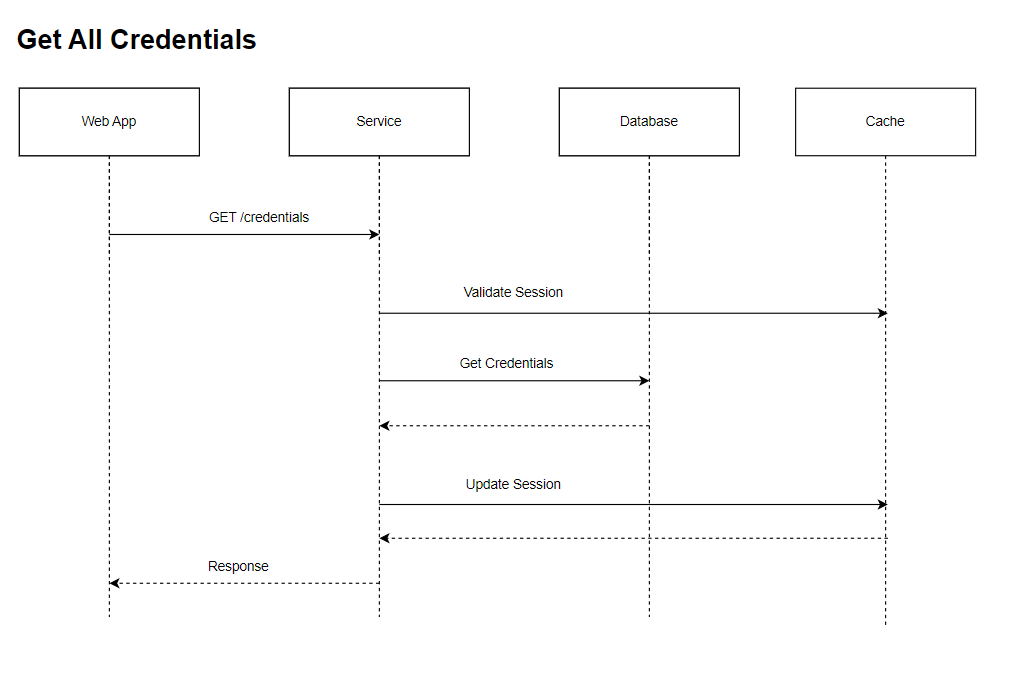 Get All Credentials
Web App
Service
Database
Cache
GET /credentials
Validate Session
Get Credentials
Update Session
Response